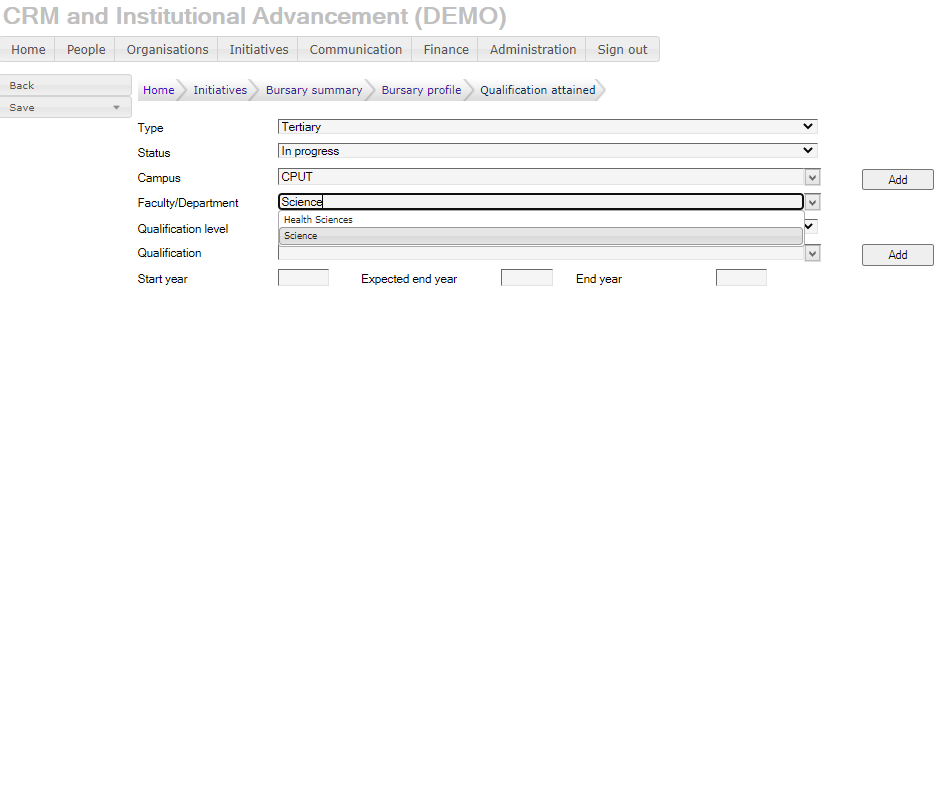 CRM and Institutional Advancement (DEMO)
Home People Organisations Initiatives Communication Finance Administration Sign out
Back
Save
Home Initiatives Bursary summary Bursary profile Qualification attained
Type Tertiary
Status In progress
Campus CPUT Add
Faculty/Department Science
Health Sciences
Qualification level
Science
Qualification Add
Start year Expected end year End year